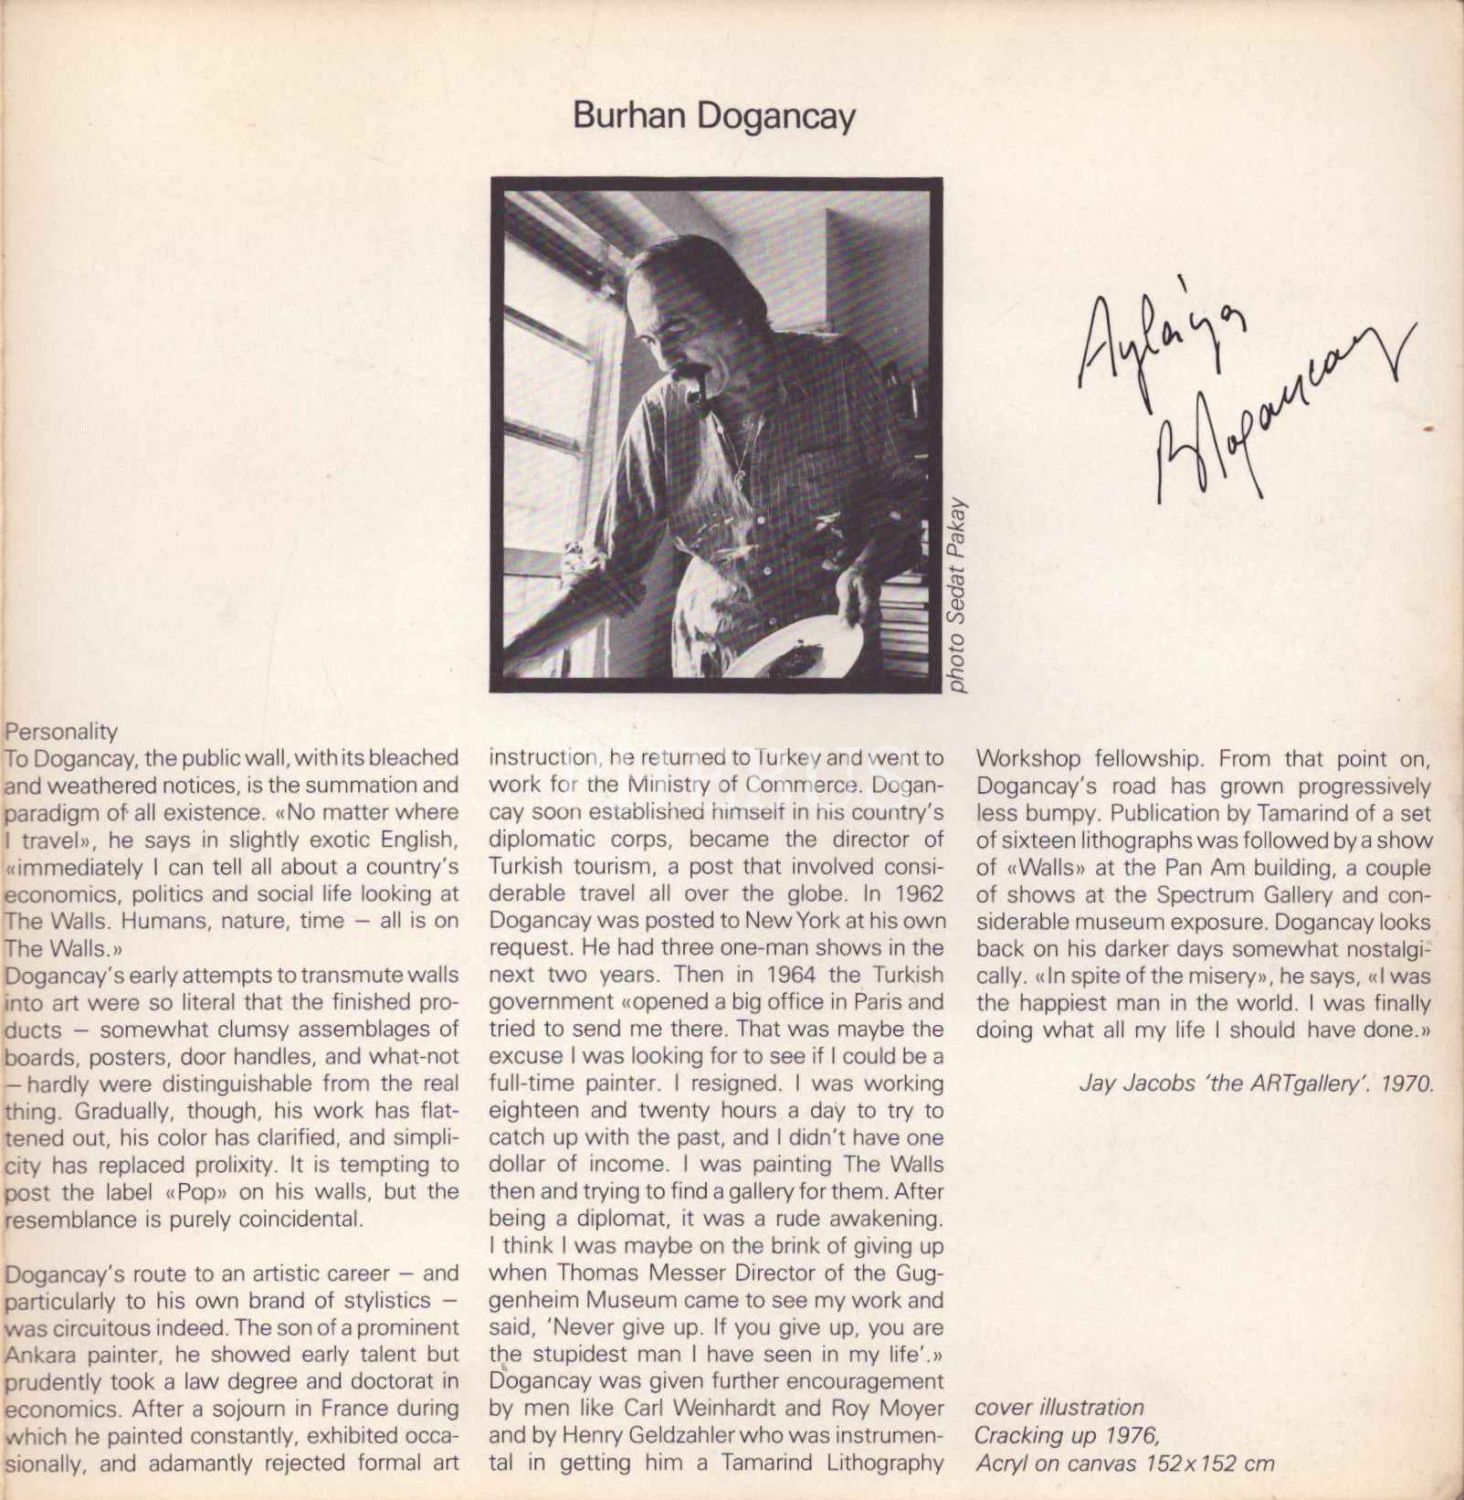 Burhan Dogancay
photo Sedat Pakay
Ayla'ya
BDogancay
Personality
To Dogancay, the public wall, with its bleached
and weathered notices, is the summation and
paradigm of all existence. «No matter where
I travel», he says in slightly exotic English,
«immediately I can tell all about a country's
economics, politics and social life looking at
The Walls. Humans, nature, time – all is on
The Walls.»
Dogancay's early attempts to transmute walls
into art were so literal that the finished pro-
ducts – somewhat clumsy assemblages of
boards, posters, door handles, and what-not
– hardly were distinguishable from the real
thing. Gradually, though, his work has flat-
tened out, his color has clarified, and simpli-
city has replaced prolixity. It is tempting to
post the label «Pop» on his walls, but the
resemblance is purely coincidental.
Dogancay's route to an artistic career – and
particularly to his own brand of stylistics –
was circuitous indeed. The son of a prominent
Ankara painter, he showed early talent but
prudently took a law degree and doctorat in
economics. After a sojourn in France during
which he painted constantly, exhibited occa-
sionally, and adamantly rejected formal art
instruction, he returned to Turkey and went to
work for the Ministry of Commerce. Dogan-
cay soon established himself in his country's
diplomatic corps, became the director of
Turkish tourism, a post that involved consi-
derable travel all over the globe. In 1962
Dogancay was posted to New York at his own
request. He had three one-man shows in the
next two years. Then in 1964 the Turkish
government «opened a big office in Paris and
tried to send me there. That was maybe the
excuse I was looking for to see if I could be a
full-time painter. I resigned. I was working
eighteen and twenty hours a day to try to
catch up with the past, and I didn't have one
dollar of income. I was painting The Walls
then and trying to find a gallery for them. After
being a diplomat, it was a rude awakening.
I think I was maybe on the brink of giving up
when Thomas Messer Director of the Gug-
genheim Museum came to see my work and
said, 'Never give up. If you give up, you are
the stupidest man I have seen in my life'.»
Dogancay was given further encouragement
by men like Carl Weinhardt and Roy Moyer
and by Henry Geldzahler who was instrumen-
tal in getting him a Tamarind Lithography
Workshop fellowship. From that point on,
Dogancay's road has grown progressively
less bumpy. Publication by Tamarind of a set
of sixteen lithographs was followed by a show
of «Walls» at the Pan Am building, a couple
of shows at the Spectrum Gallery and con-
siderable museum exposure. Dogancay looks
back on his darker days somewhat nostalgi-
cally. «In spite of the misery», he says, «I was
the happiest man in the world. I was finally
doing what all my life I should have done.»
Jay Jacobs 'the ARTgallery'. 1970.
cover illustration
Cracking up 1976,
Acryl on canvas 152x152 cm